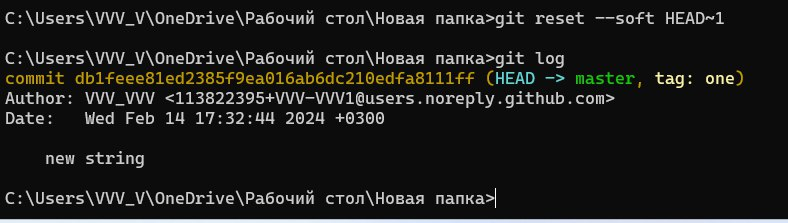 C:\Users\VVV_V\OneDrive\Рабочий стол\Новая папка>git reset --soft HEAD~1
C:\Users\VVV_V\OneDrive\Рабочий стол\Новая папка>git log
commit db1feee81ed2385f9ea016ab6dc210edfa8111ff (HEAD -> master, tag: one)
Author: VVV_VVV <113822395+VVV-VVV1@users.noreply.github.com>
Date:   Wed Feb 14 17:32:44 2024 +0300
    new string
C:\Users\VVV_V\OneDrive\Рабочий стол\Новая папка>